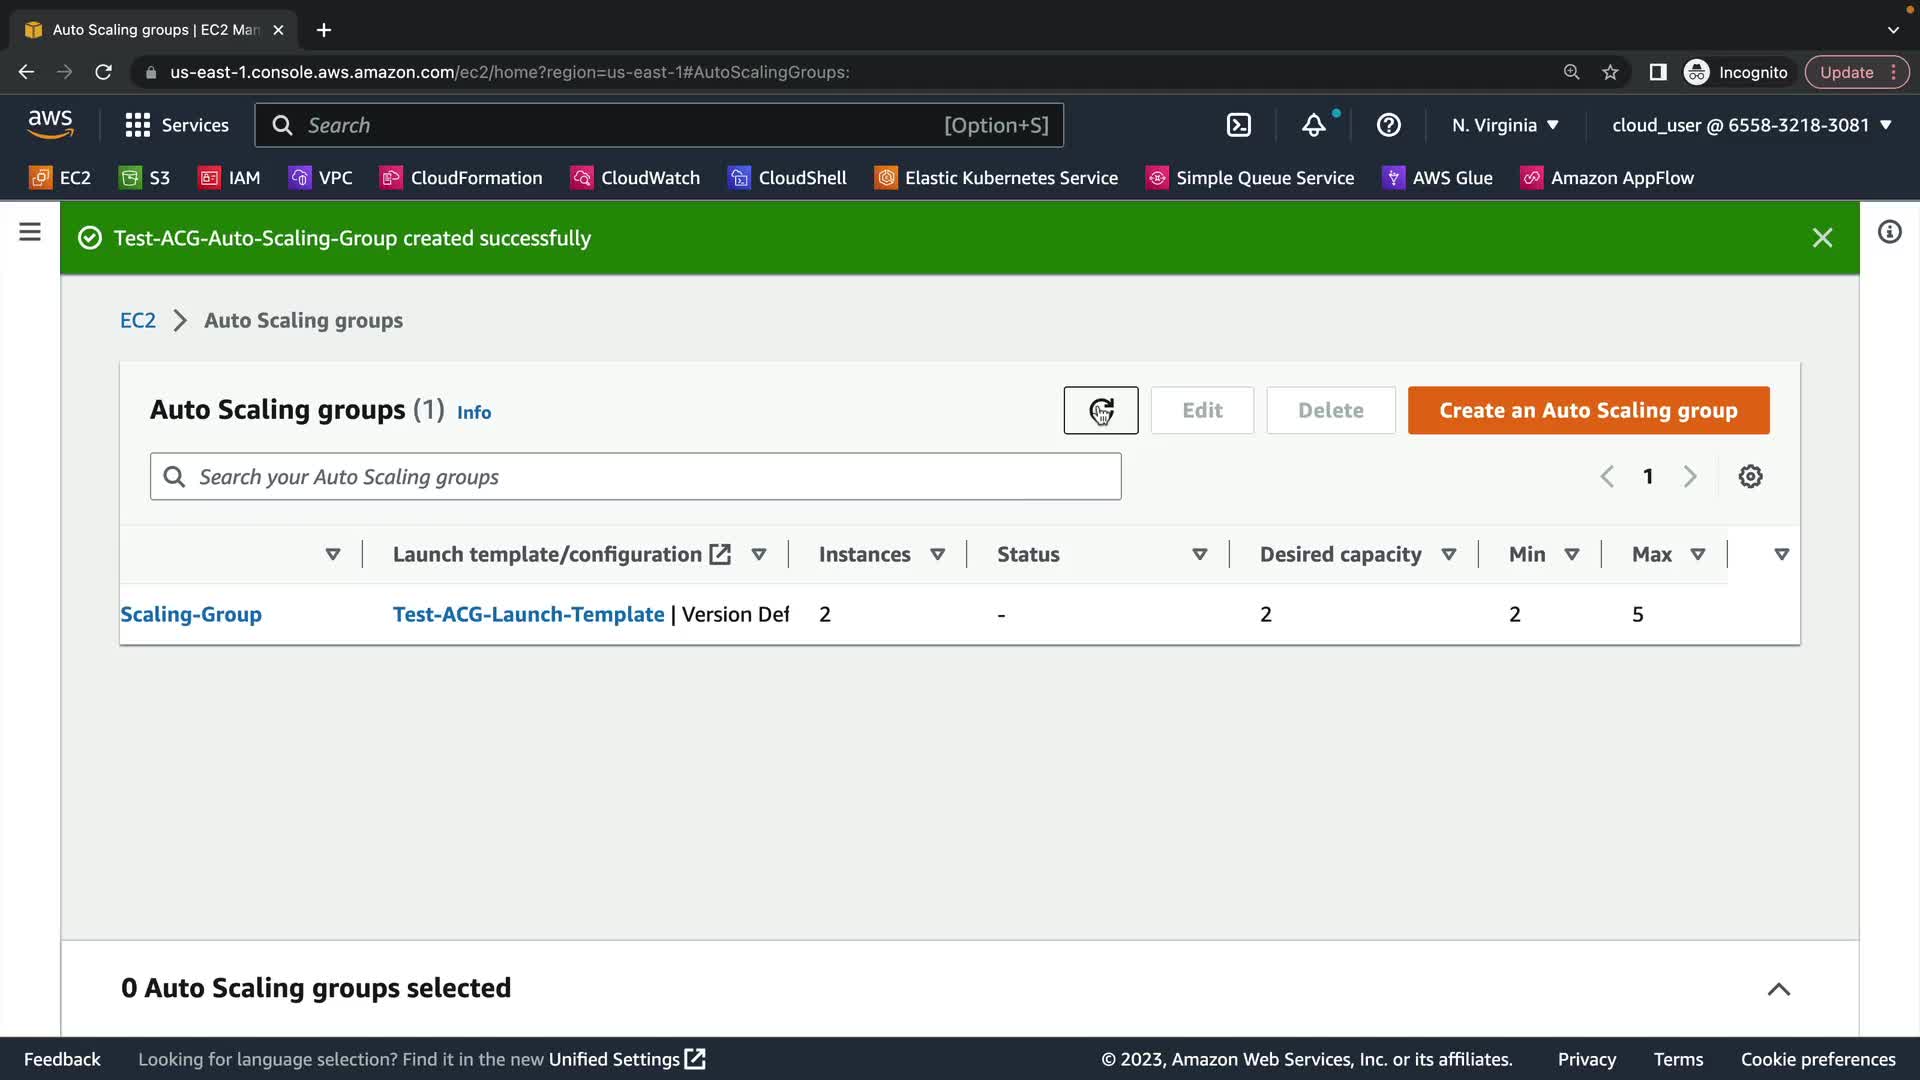 Auto Scaling groups | EC2 Man
us-east-1.console.aws.amazon.com/ec2/home?region=us-east-1#AutoScalingGroups:
Incognito
Update
aws
Services
Search
[Option+S]
N. Virginia
cloud_user @ 6558-3218-3081
EC2
S3
IAM
VPC
CloudFormation
CloudWatch
CloudShell
Elastic Kubernetes Service
Simple Queue Service
AWS Glue
Amazon AppFlow
Test-ACG-Auto-Scaling-Group created successfully
EC2
Auto Scaling groups
Auto Scaling groups (1) Info
Edit
Delete
Create an Auto Scaling group
Search your Auto Scaling groups
1
Launch template/configuration
Instances
Status
Desired capacity
Min
Max
Scaling-Group
Test-ACG-Launch-Template | Version Def
2
-
2
2
5
0 Auto Scaling groups selected
Feedback
Looking for language selection? Find it in the new Unified Settings
© 2023, Amazon Web Services, Inc. or its affiliates.
Privacy
Terms
Cookie preferences